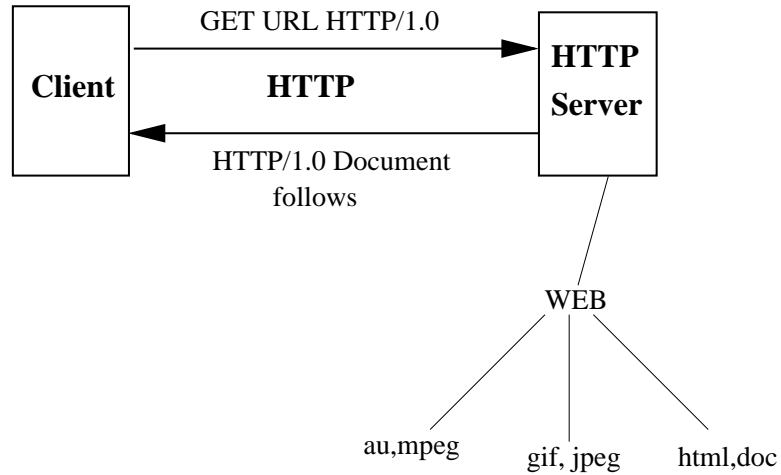 GET URL HTTP/1.0
Client
HTTP
HTTP
Server
HTTP/1.0 Document
follows
WEB
au,mpeg
gif, jpeg
html,doc